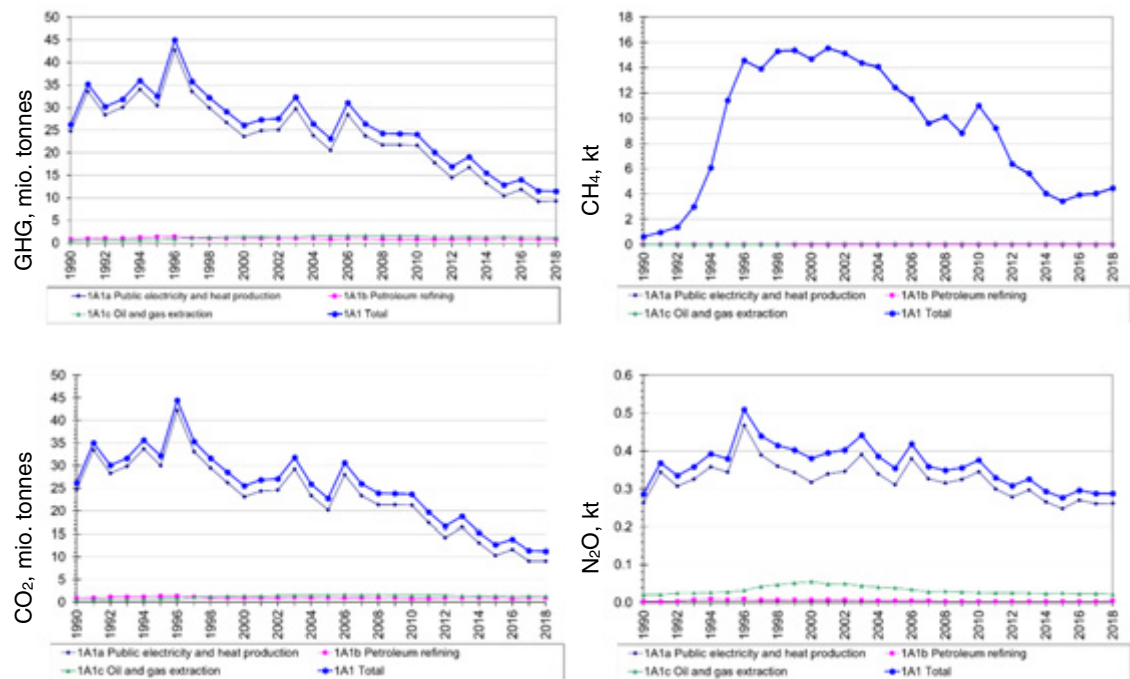 GHG, mio. tonnes
50
45
40
35
30
25
20
15
10
5
0
1990 1992 1994 1996 1998 2000 2002 2004 2006 2008 2010 2012 2014 2016 2018
1A1a Public electricity and heat production 1A1b Petroleum refining
1A1c Oil and gas extraction 1A1 Total
CH₄, kt
18
16
14
12
10
8
6
4
2
0
1990 1992 1994 1996 1998 2000 2002 2004 2006 2008 2010 2012 2014 2016 2018
1A1a Public electricity and heat production 1A1b Petroleum refining
1A1c Oil and gas extraction 1A1 Total
CO₂, mio. tonnes
50
45
40
35
30
25
20
15
10
5
0
1990 1992 1994 1996 1998 2000 2002 2004 2006 2008 2010 2012 2014 2016 2018
1A1a Public electricity and heat production 1A1b Petroleum refining
1A1c Oil and gas extraction 1A1 Total
N₂O, kt
0.6
0.5
0.4
0.3
0.2
0.1
0.0
1990 1992 1994 1996 1998 2000 2002 2004 2006 2008 2010 2012 2014 2016 2018
1A1a Public electricity and heat production 1A1b Petroleum refining
1A1c Oil and gas extraction 1A1 Total